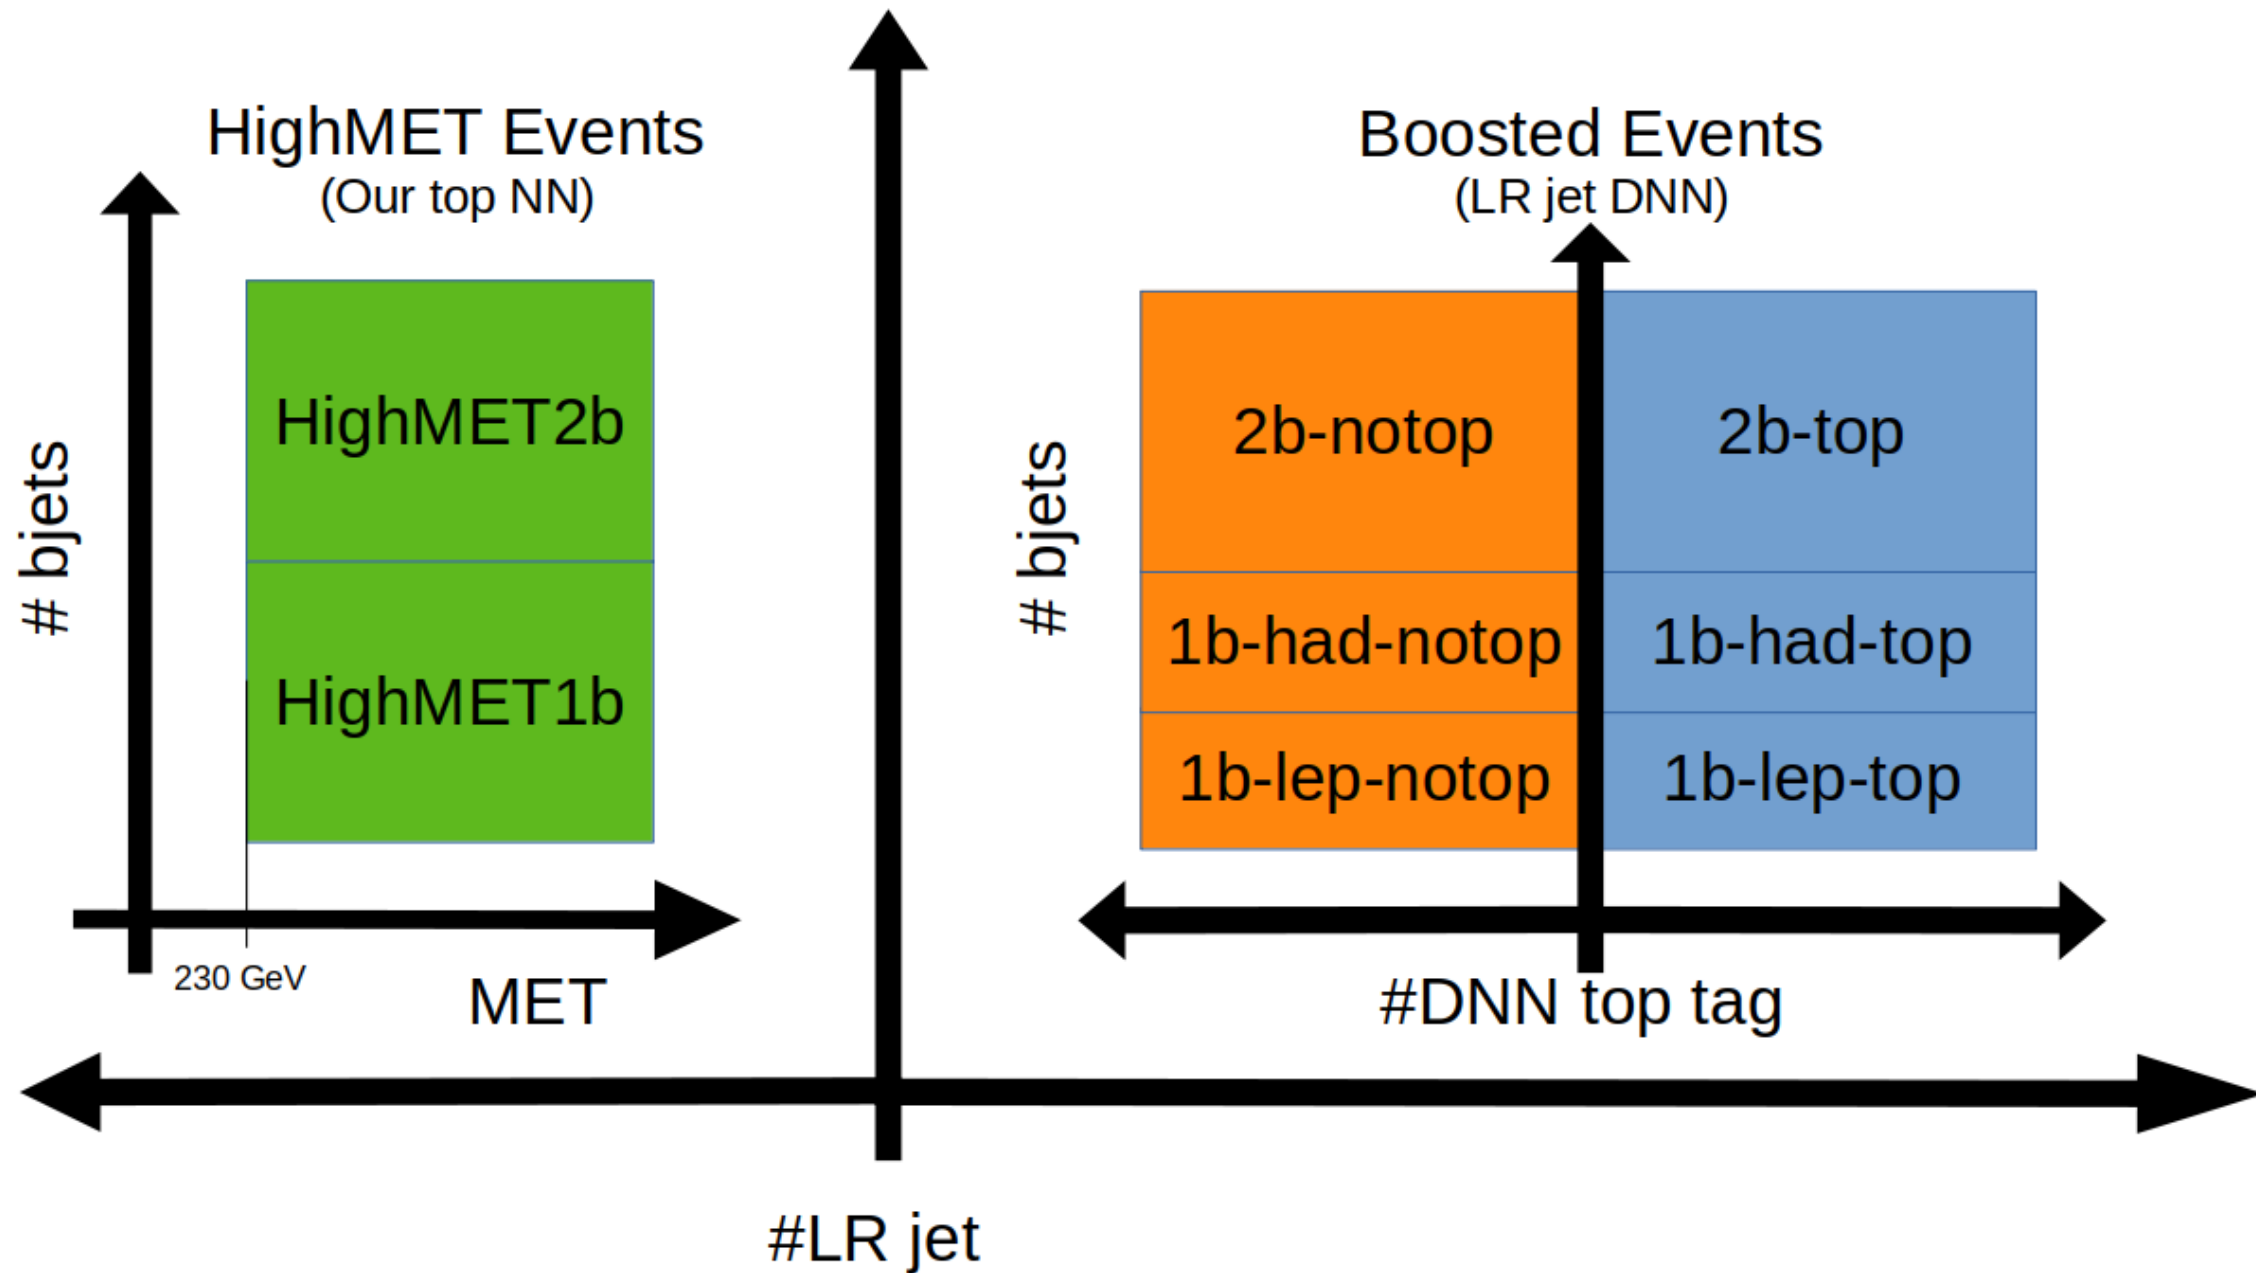 HighMET Events
(Our top NN)
# bjets
HighMET2b
HighMET1b
230 GeV
MET
Boosted Events
(LR jet DNN)
# bjets
2b-notop
2b-top
1b-had-notop
1b-had-top
1b-lep-notop
1b-lep-top
#DNN top tag
#LR jet